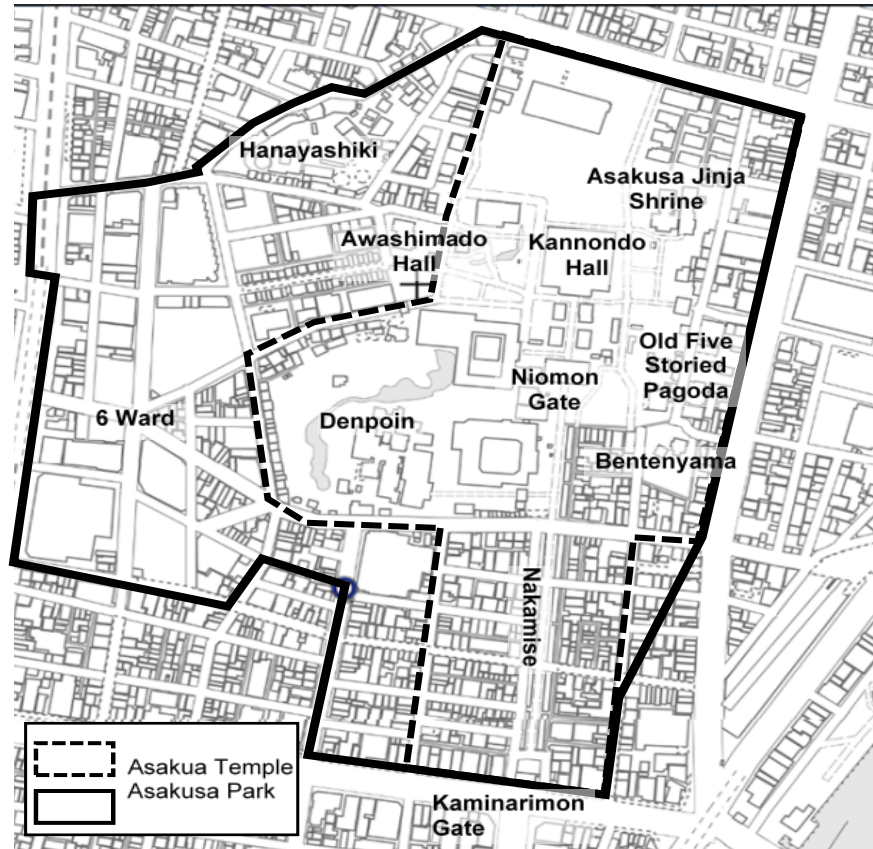 Hanayashiki
Asakusa Jinja
Shrine
Awashimado
Hall
Kannondo
Hall
Old Five
Storied
Pagoda
Niomon
Gate
6 Ward
Denpoin
Bentenyama
Nakamise
Asakua Temple
Asakusa Park
Kaminarimon
Gate